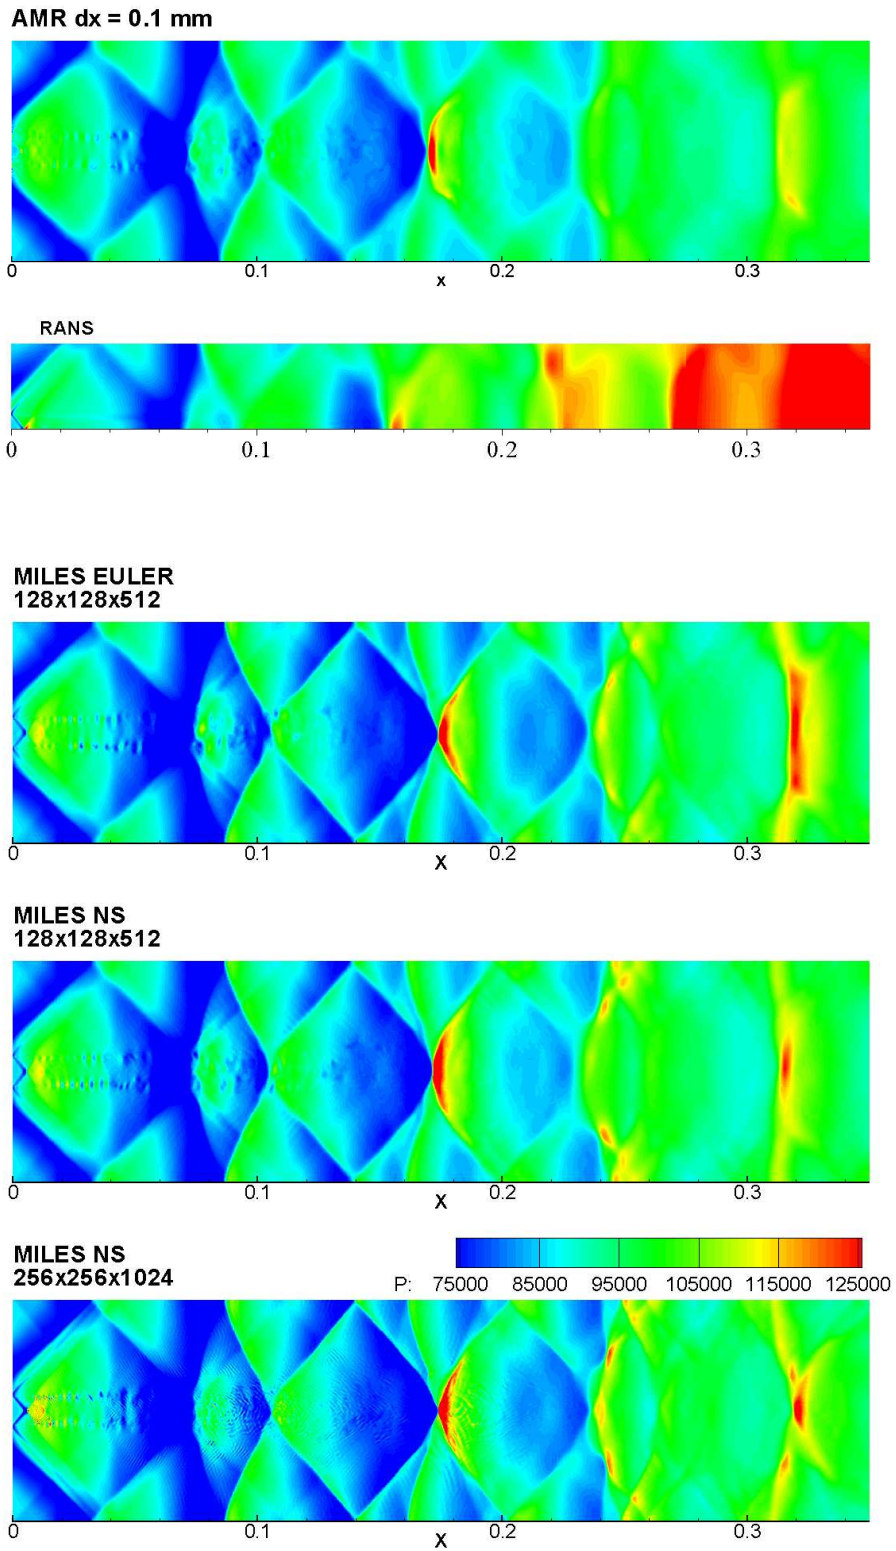 AMR dx = 0.1 mm
0 0.1 0.2 0.3
x
RANS
0 0.1 0.2 0.3
MILES EULER
128x128x512
0 0.1 0.2 0.3
X
MILES NS
128x128x512
0 0.1 0.2 0.3
X
MILES NS
256x256x1024
P: 75000 85000 95000 105000 115000 125000
0 0.1 0.2 0.3
X